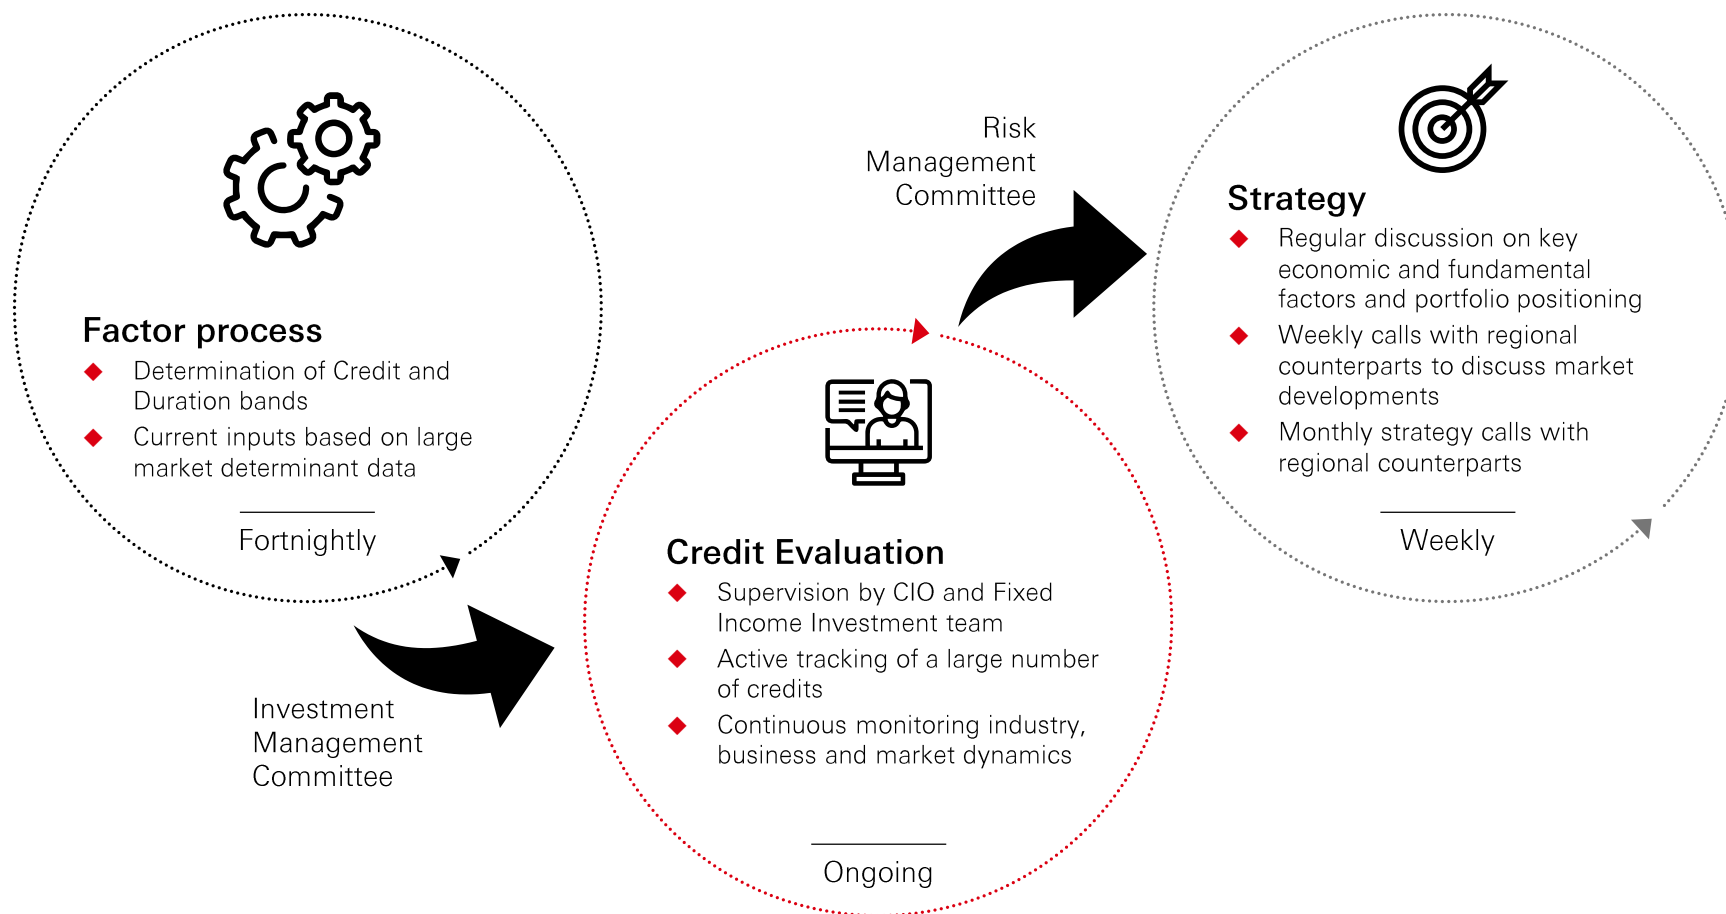 Factor process
Determination of Credit and
Duration bands
Current inputs based on large
market determinant data
Fortnightly
Investment
Management
Committee
Credit Evaluation
Supervision by CIO and Fixed
Income Investment team
Active tracking of a large number
of credits
Continuous monitoring industry,
business and market dynamics
Ongoing
Risk
Management
Committee
Strategy
Regular discussion on key
economic and fundamental
factors and portfolio positioning
Weekly calls with regional
counterparts to discuss market
developments
Monthly strategy calls with
regional counterparts
Weekly